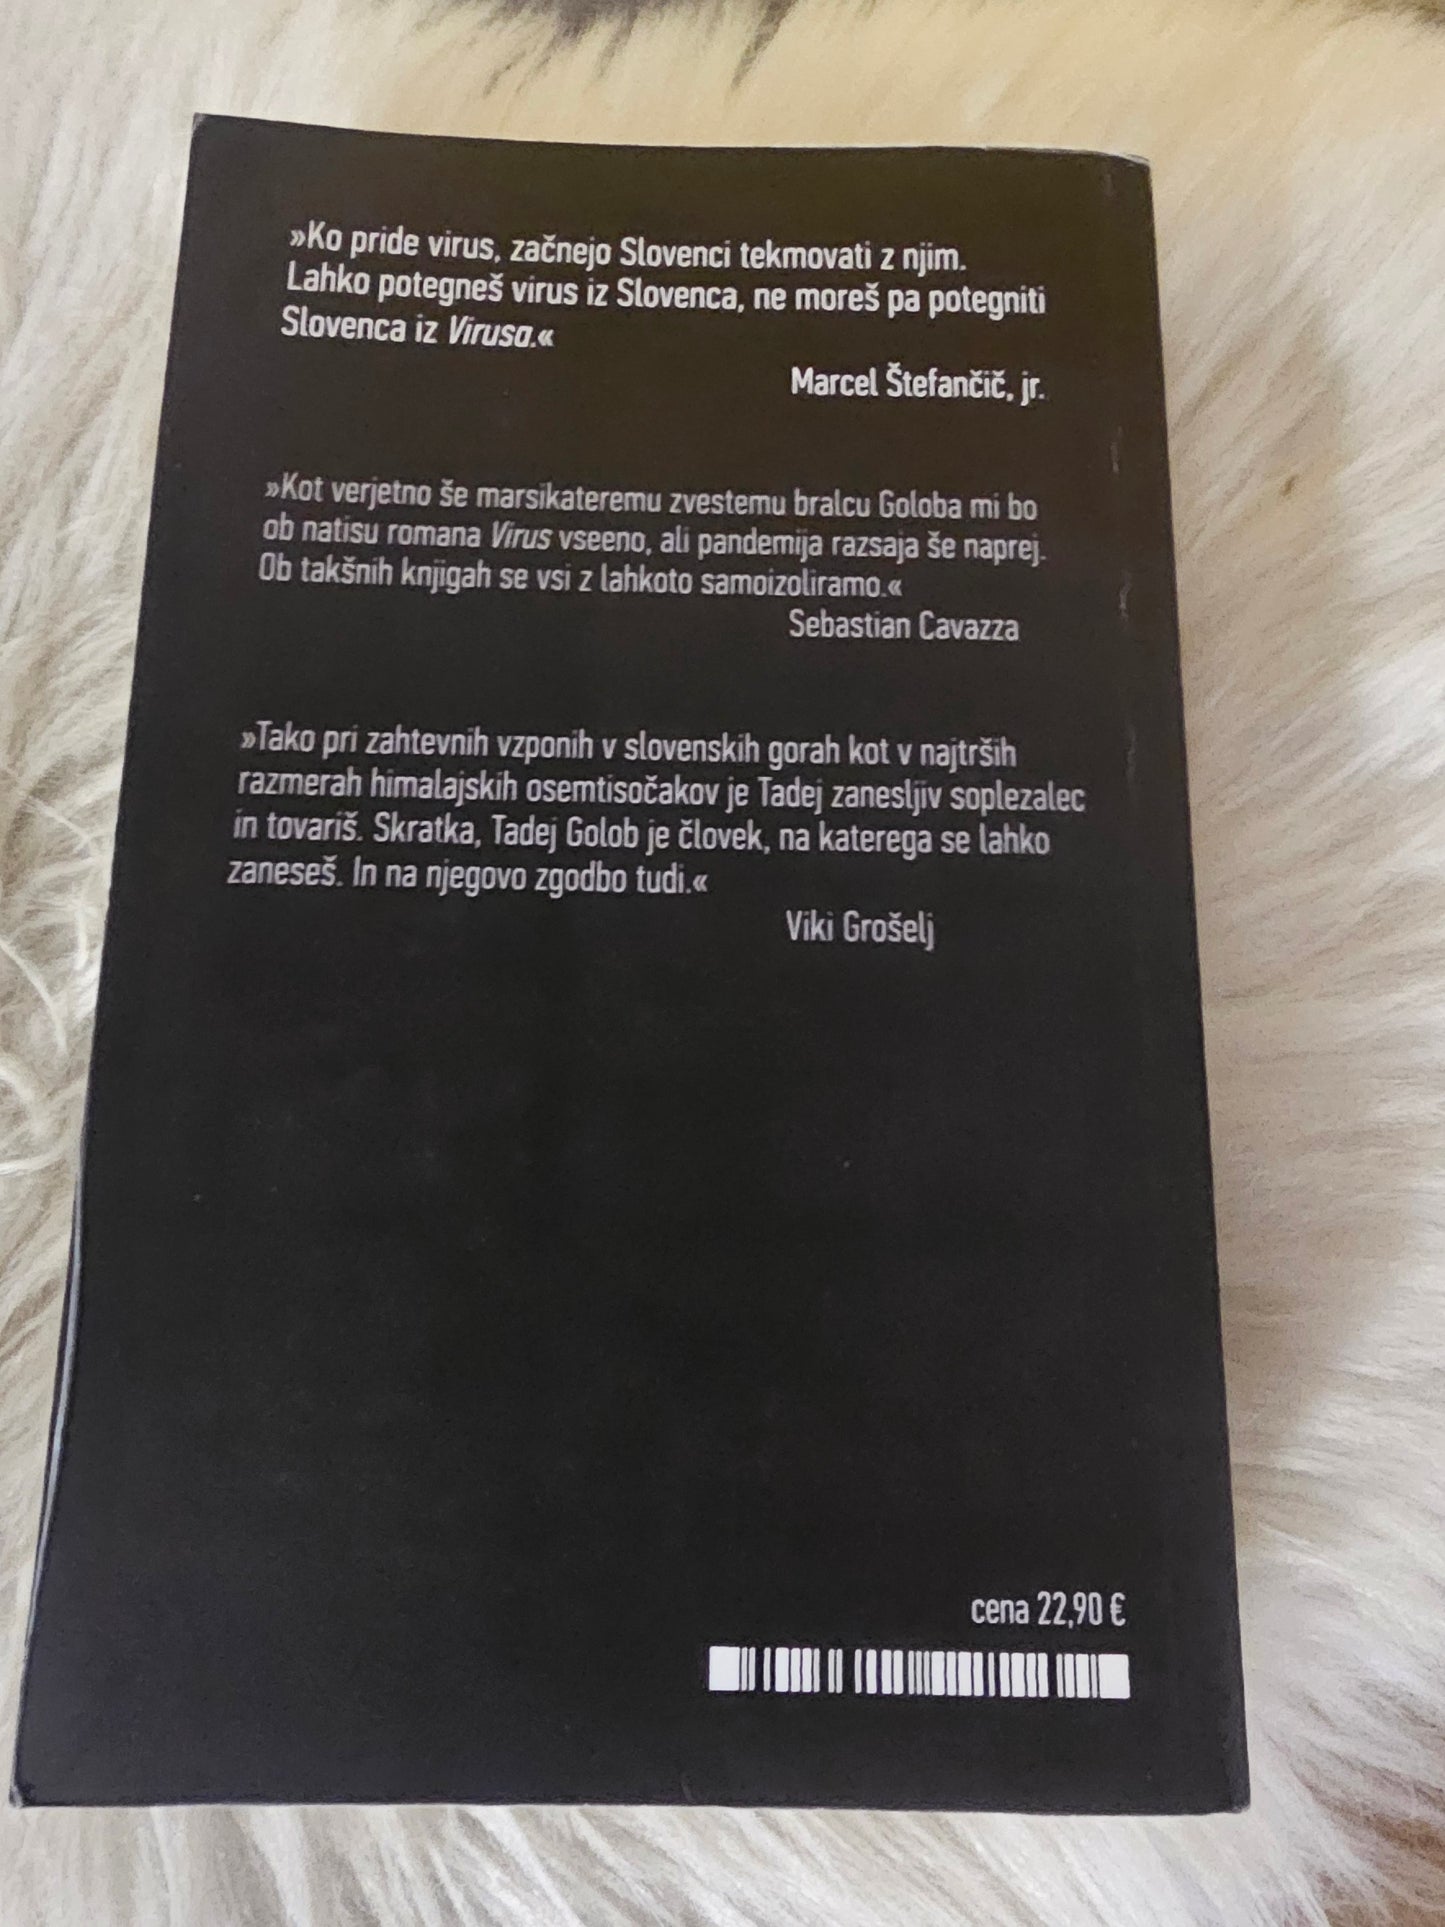 »Ko pride virus, začnejo Slovenci tekmovati z njim.
Lahko potegneš virus iz Slovenca, ne moreš pa potegniti
Slovenca iz Virusa.«
Marcel Štefančič, jr.
»Kot verjetno še marsikateremu zvestemu bralcu Goloba mi bo
ob natisu romana Virus vseeno, ali pandemija razsaja še naprej.
Ob takšnih knjigah se vsi z lahkoto samoizoliramo.«
Sebastian Cavazza
»Tako pri zahtevnih vzponih v slovenskih gorah kot v najtrših
razmerah himalajskih osemtisočakov je Tadej zanesljiv soplezalec
in tovariš. Skratka, Tadej Golob je človek, na katerega se lahko
zaneseš. In na njegovo zgodbo tudi.«
Viki Grošelj
cena 22,90 €